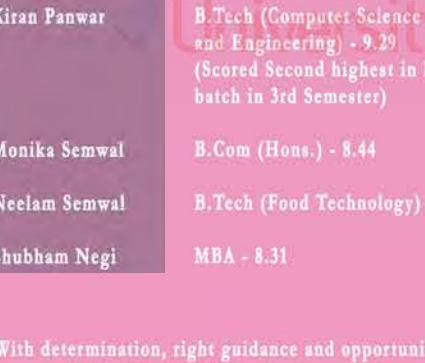 Kiran Panwar B.Tech (Computer Science
and Engineering) - 9.29
(Scored Second highest in
batch in 3rd Semester)
Monika Semwal B.Com (Hons.) - 8.44
Neelam Semwal B.Tech (Food Technology)
Shubham Negi MBA - 8.31
With determination, right guidance and opportuni